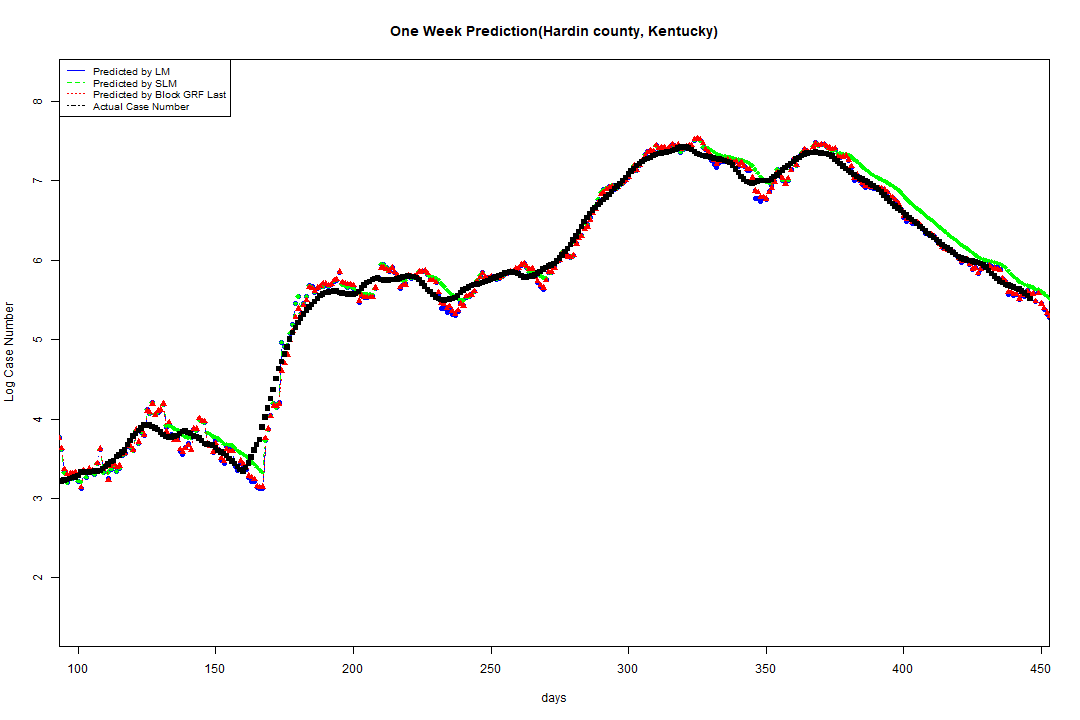 One Week Prediction(Hardin county, Kentucky)
Predicted by LM
Predicted by SLM
Predicted by Block GRF Last
Actual Case Number
8
7
6
5
4
3
2
Log Case Number
100 150 200 250 300 350 400 450
days